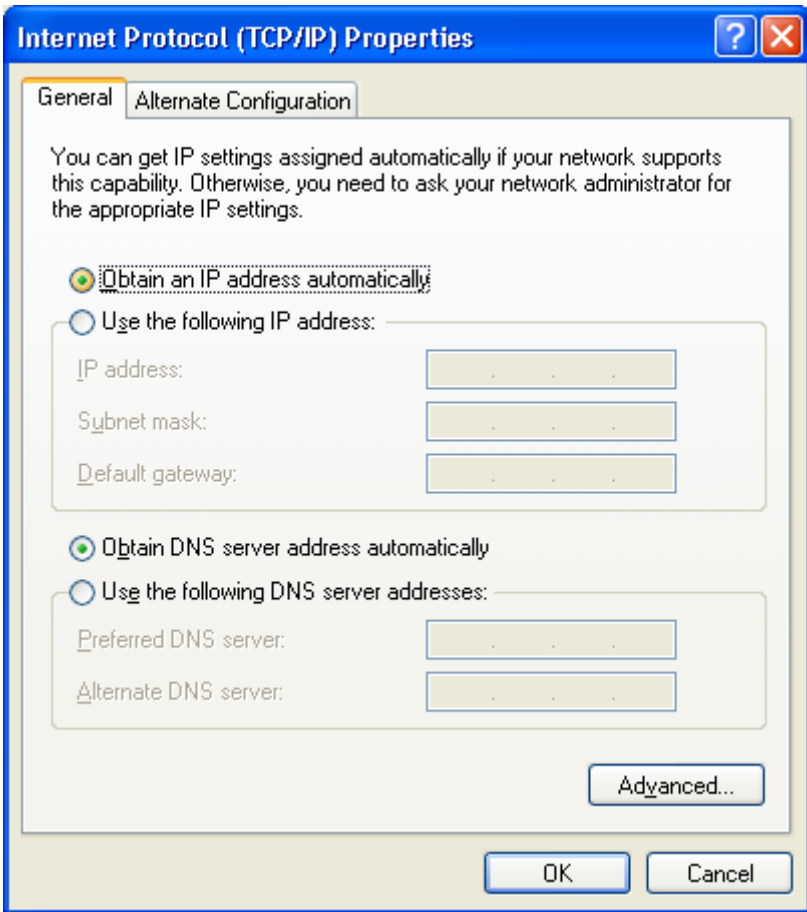 Internet Protocol (TCP/IP) Properties
General
Alternate Configuration
You can get IP settings assigned automatically if your network supports
this capability. Otherwise, you need to ask your network administrator for
the appropriate IP settings.
Obtain an IP address automatically
Use the following IP address:
IP address:
Subnet mask:
Default gateway:
Obtain DNS server address automatically
Use the following DNS server addresses:
Preferred DNS server:
Alternate DNS server:
Advanced...
OK
Cancel